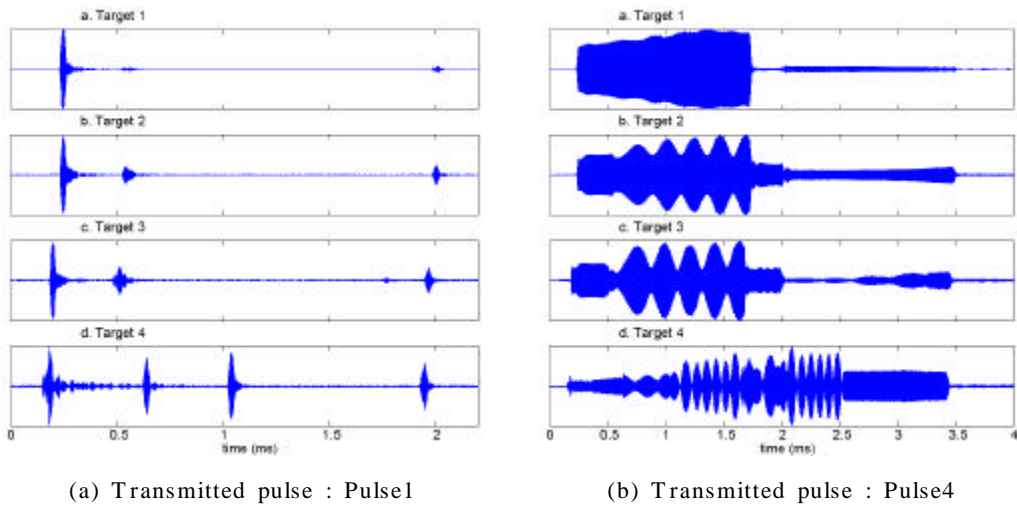 a. Target 1
b. Target 2
c. Target 3
d. Target 4
0 0.5 1 1.5 2
time (ms)
(a) Transmitted pulse : Pulse1
a. Target 1
b. Target 2
c. Target 3
d. Target 4
0 0.5 1 1.5 2 2.5 3 3.5 4
time (ms)
(b) Transmitted pulse : Pulse4